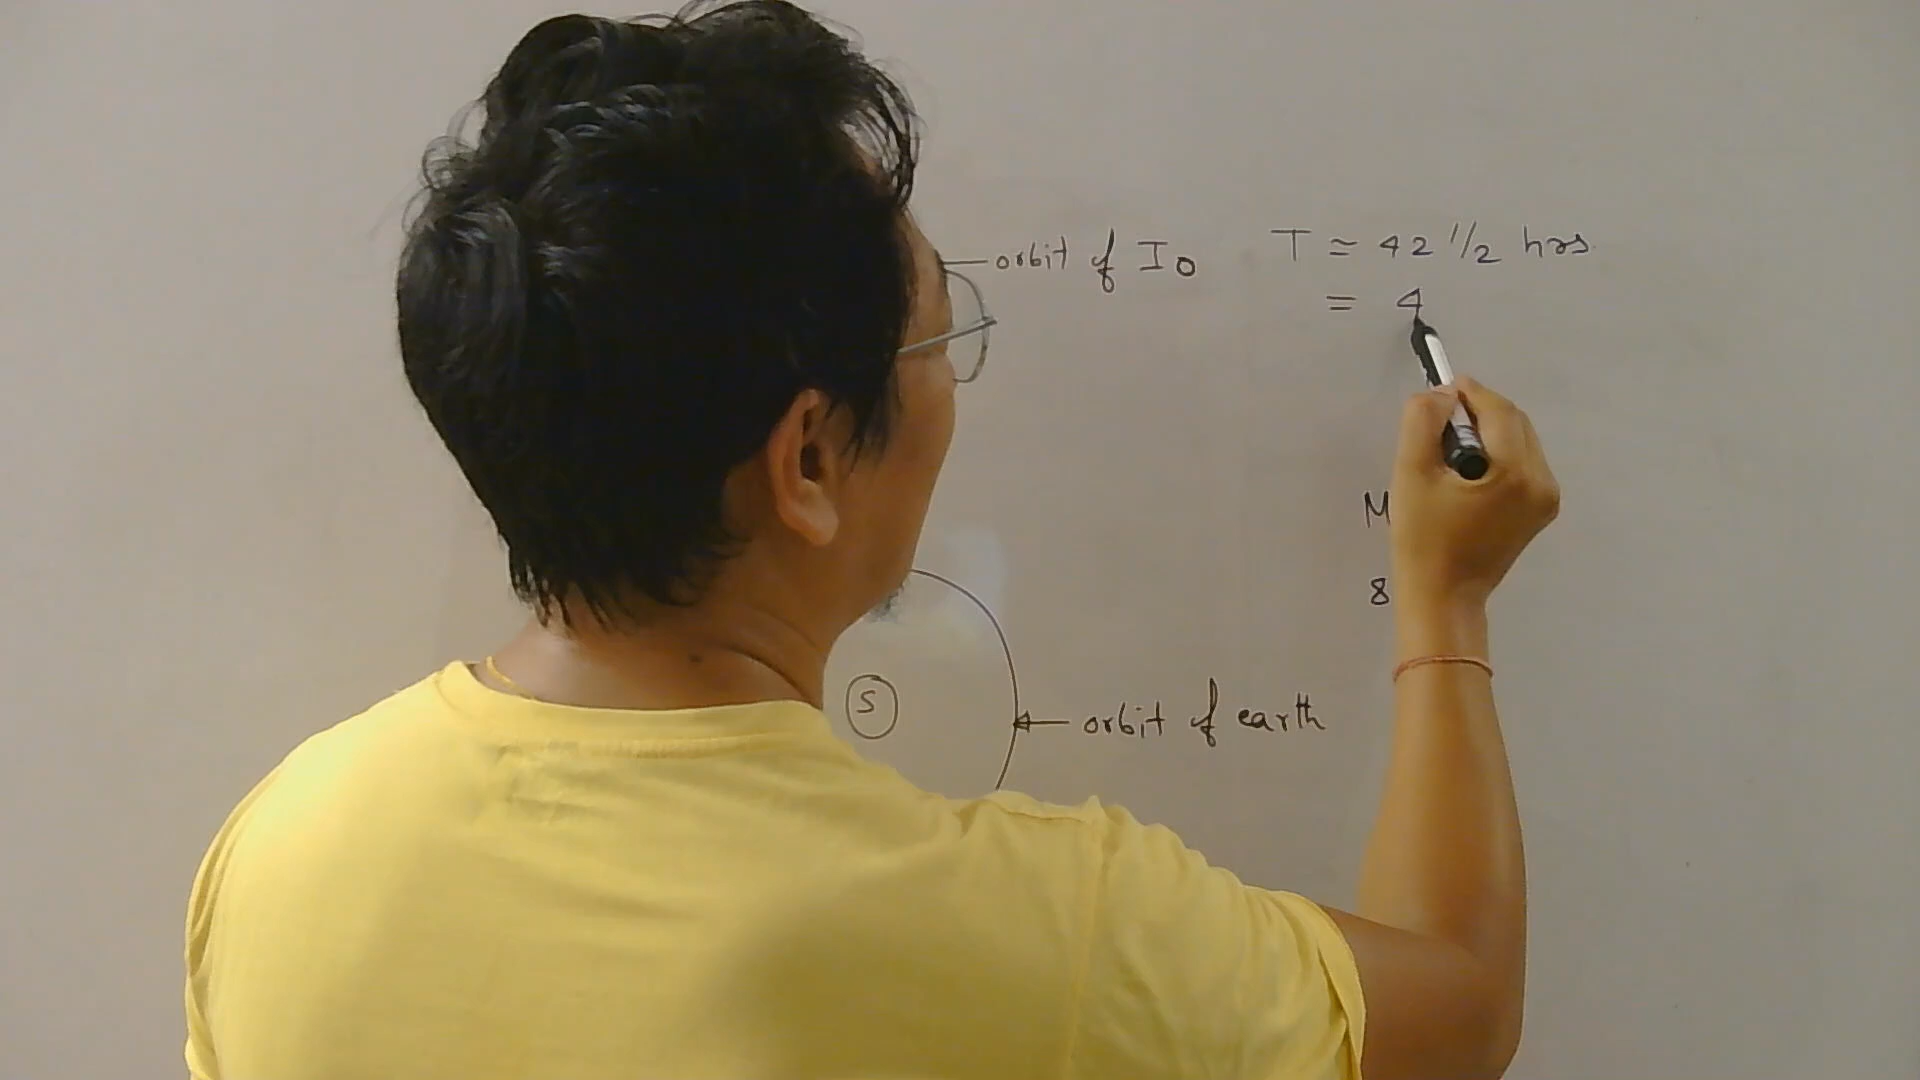 orbit of Io
T ≃ 42 1/2 hrs
= 4
M
8
S
orbit of earth